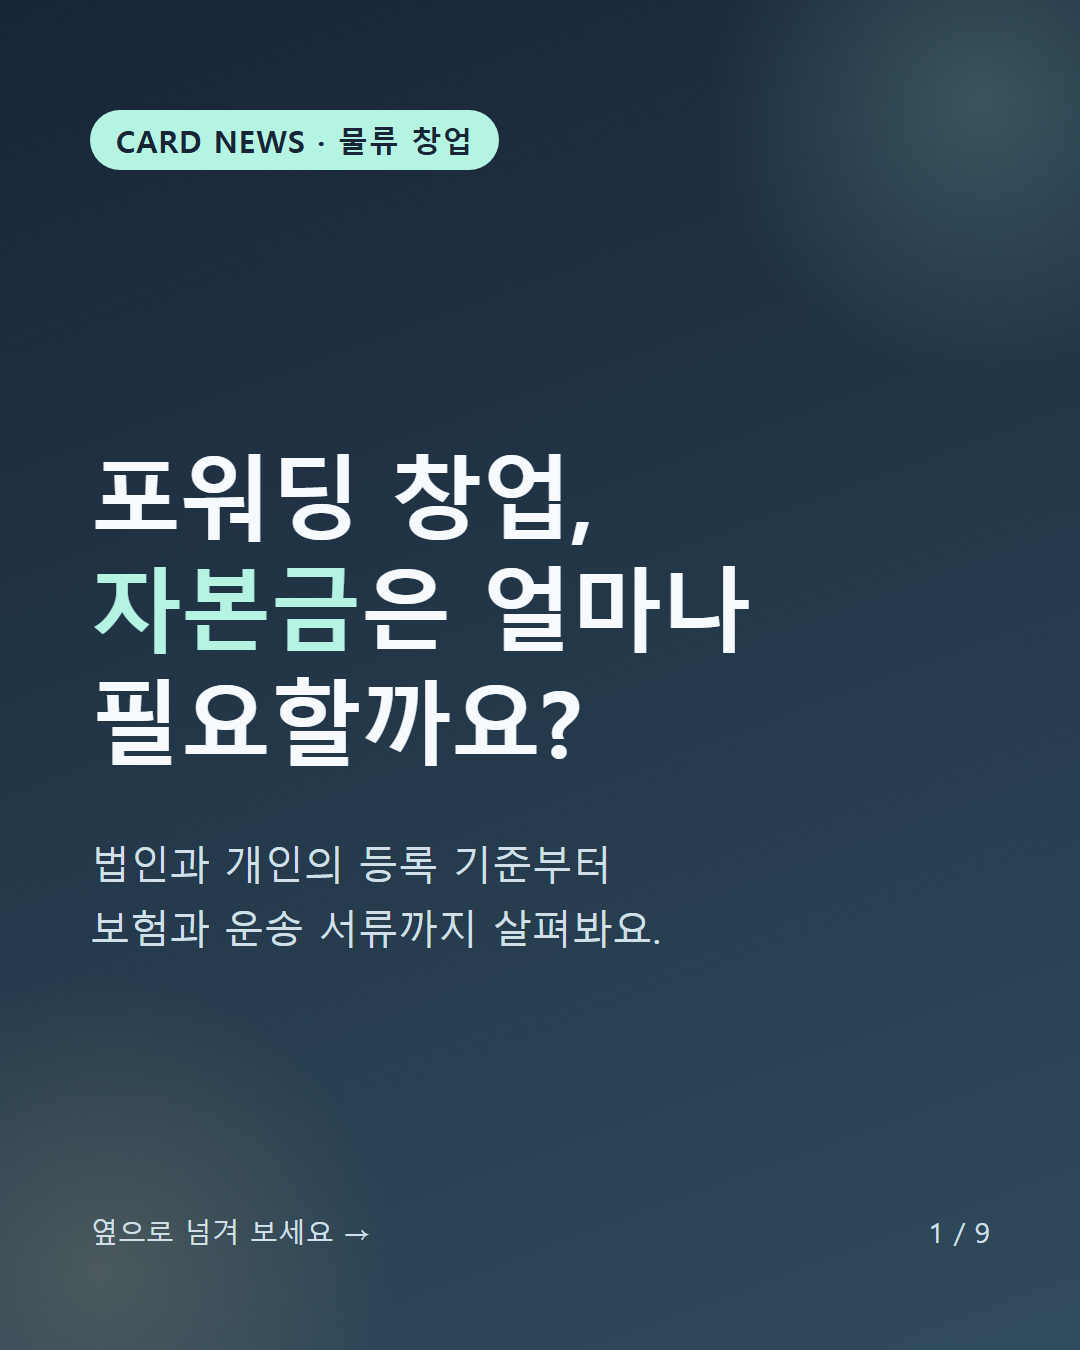 CARD NEWS · 물류 창업
포워딩 창업,
자본금은 얼마나
필요할까요?
법인과 개인의 등록 기준부터
보험과 운송 서류까지 살펴봐요.
옆으로 넘겨 보세요 →
1 / 9